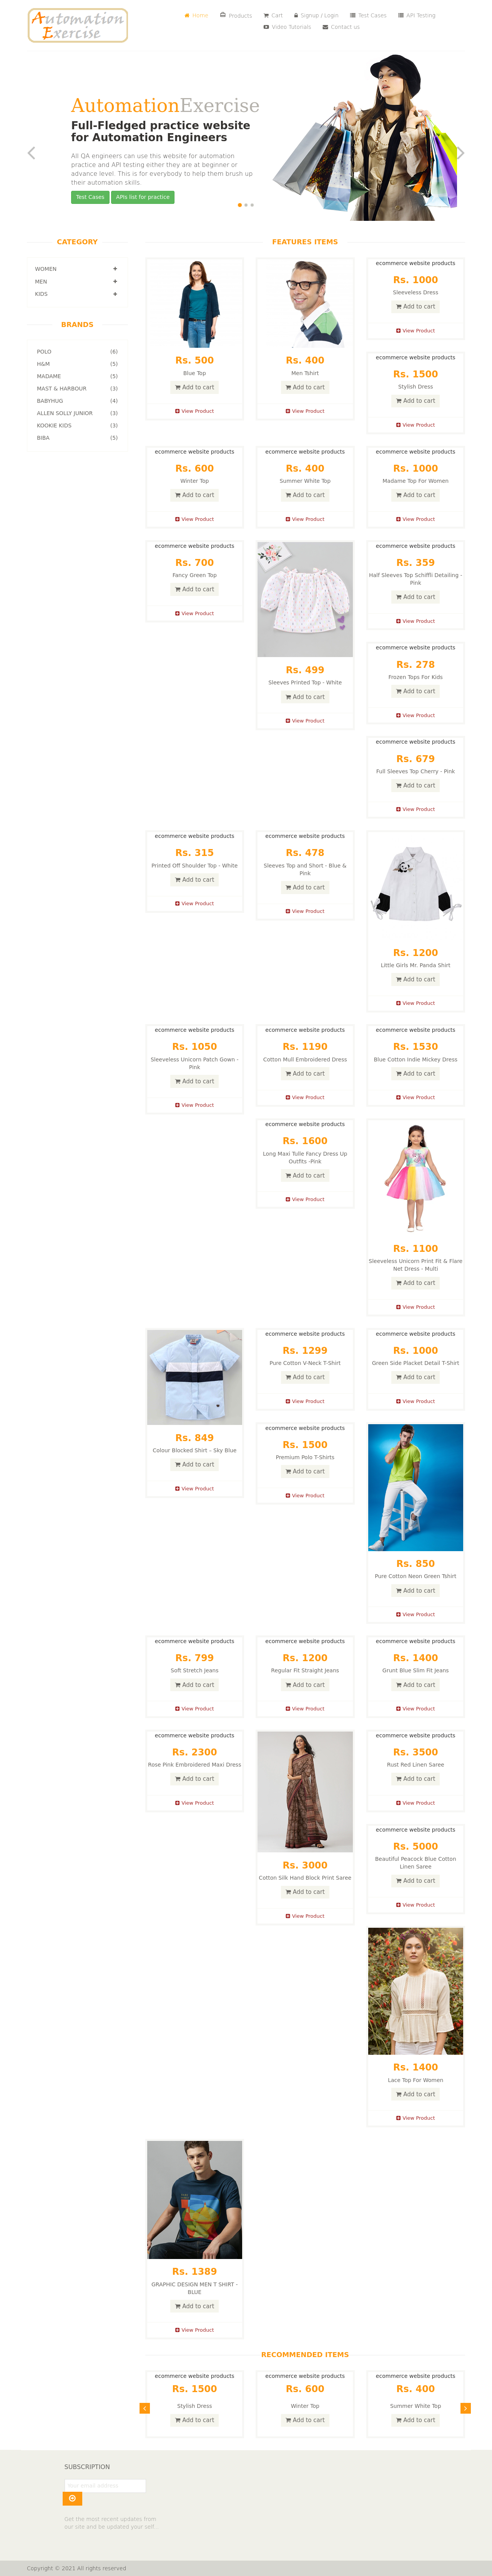 Automation
Exercise
Home
Products
Cart
Signup / Login
Test Cases
API Testing
Video Tutorials
Contact us
AutomationExercise
Full-Fledged practice website
for Automation Engineers
All QA engineers can use this website for automation
practice and API testing either they are at beginner or
advance level. This is for everybody to help them brush up
their automation skills.
Test Cases
APIs list for practice
CATEGORY
WOMEN
MEN
KIDS
BRANDS
POLO (6)
H&M (5)
MADAME (5)
MAST & HARBOUR (3)
BABYHUG (4)
ALLEN SOLLY JUNIOR (3)
KOOKIE KIDS (3)
BIBA (5)
FEATURES ITEMS
Rs. 500
Blue Top
Add to cart
View Product
Rs. 400
Men Tshirt
Add to cart
View Product
ecommerce website products
Rs. 1000
Sleeveless Dress
Add to cart
View Product
ecommerce website products
Rs. 1500
Stylish Dress
Add to cart
View Product
ecommerce website products
Rs. 600
Winter Top
Add to cart
View Product
ecommerce website products
Rs. 400
Summer White Top
Add to cart
View Product
ecommerce website products
Rs. 1000
Madame Top For Women
Add to cart
View Product
ecommerce website products
Rs. 700
Fancy Green Top
Add to cart
View Product
Rs. 499
Sleeves Printed Top - White
Add to cart
View Product
ecommerce website products
Rs. 359
Half Sleeves Top Schiffli Detailing -
Pink
Add to cart
View Product
ecommerce website products
Rs. 278
Frozen Tops For Kids
Add to cart
View Product
ecommerce website products
Rs. 679
Full Sleeves Top Cherry - Pink
Add to cart
View Product
ecommerce website products
Rs. 315
Printed Off Shoulder Top - White
Add to cart
View Product
ecommerce website products
Rs. 478
Sleeves Top and Short - Blue &
Pink
Add to cart
View Product
Rs. 1200
Little Girls Mr. Panda Shirt
Add to cart
View Product
ecommerce website products
Rs. 1050
Sleeveless Unicorn Patch Gown -
Pink
Add to cart
View Product
ecommerce website products
Rs. 1190
Cotton Mull Embroidered Dress
Add to cart
View Product
ecommerce website products
Rs. 1530
Blue Cotton Indie Mickey Dress
Add to cart
View Product
ecommerce website products
Rs. 1600
Long Maxi Tulle Fancy Dress Up
Outfits -Pink
Add to cart
View Product
Rs. 1100
Sleeveless Unicorn Print Fit & Flare
Net Dress - Multi
Add to cart
View Product
Rs. 849
Colour Blocked Shirt – Sky Blue
Add to cart
View Product
ecommerce website products
Rs. 1299
Pure Cotton V-Neck T-Shirt
Add to cart
View Product
ecommerce website products
Rs. 1000
Green Side Placket Detail T-Shirt
Add to cart
View Product
ecommerce website products
Rs. 1500
Premium Polo T-Shirts
Add to cart
View Product
Rs. 850
Pure Cotton Neon Green Tshirt
Add to cart
View Product
ecommerce website products
Rs. 799
Soft Stretch Jeans
Add to cart
View Product
ecommerce website products
Rs. 1200
Regular Fit Straight Jeans
Add to cart
View Product
ecommerce website products
Rs. 1400
Grunt Blue Slim Fit Jeans
Add to cart
View Product
ecommerce website products
Rs. 2300
Rose Pink Embroidered Maxi Dress
Add to cart
View Product
Rs. 3000
Cotton Silk Hand Block Print Saree
Add to cart
View Product
ecommerce website products
Rs. 3500
Rust Red Linen Saree
Add to cart
View Product
ecommerce website products
Rs. 5000
Beautiful Peacock Blue Cotton
Linen Saree
Add to cart
View Product
Rs. 1400
Lace Top For Women
Add to cart
View Product
Rs. 1389
GRAPHIC DESIGN MEN T SHIRT -
BLUE
Add to cart
View Product
RECOMMENDED ITEMS
ecommerce website products
Rs. 1500
Stylish Dress
Add to cart
ecommerce website products
Rs. 600
Winter Top
Add to cart
ecommerce website products
Rs. 400
Summer White Top
Add to cart
SUBSCRIPTION
Your email address
Get the most recent updates from
our site and be updated your self...
Copyright © 2021 All rights reserved